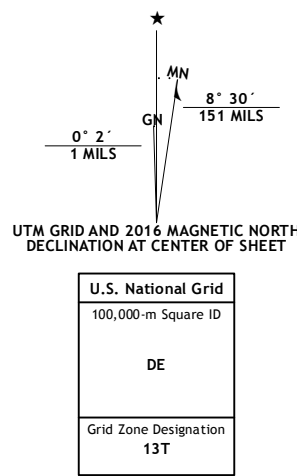 ★
MN
GN
8° 30´
151 MILS
0° 2´
1 MILS
UTM GRID AND 2016 MAGNETIC NORTH
DECLINATION AT CENTER OF SHEET
U.S. National Grid
100,000-m Square ID
DE
Grid Zone Designation
13T